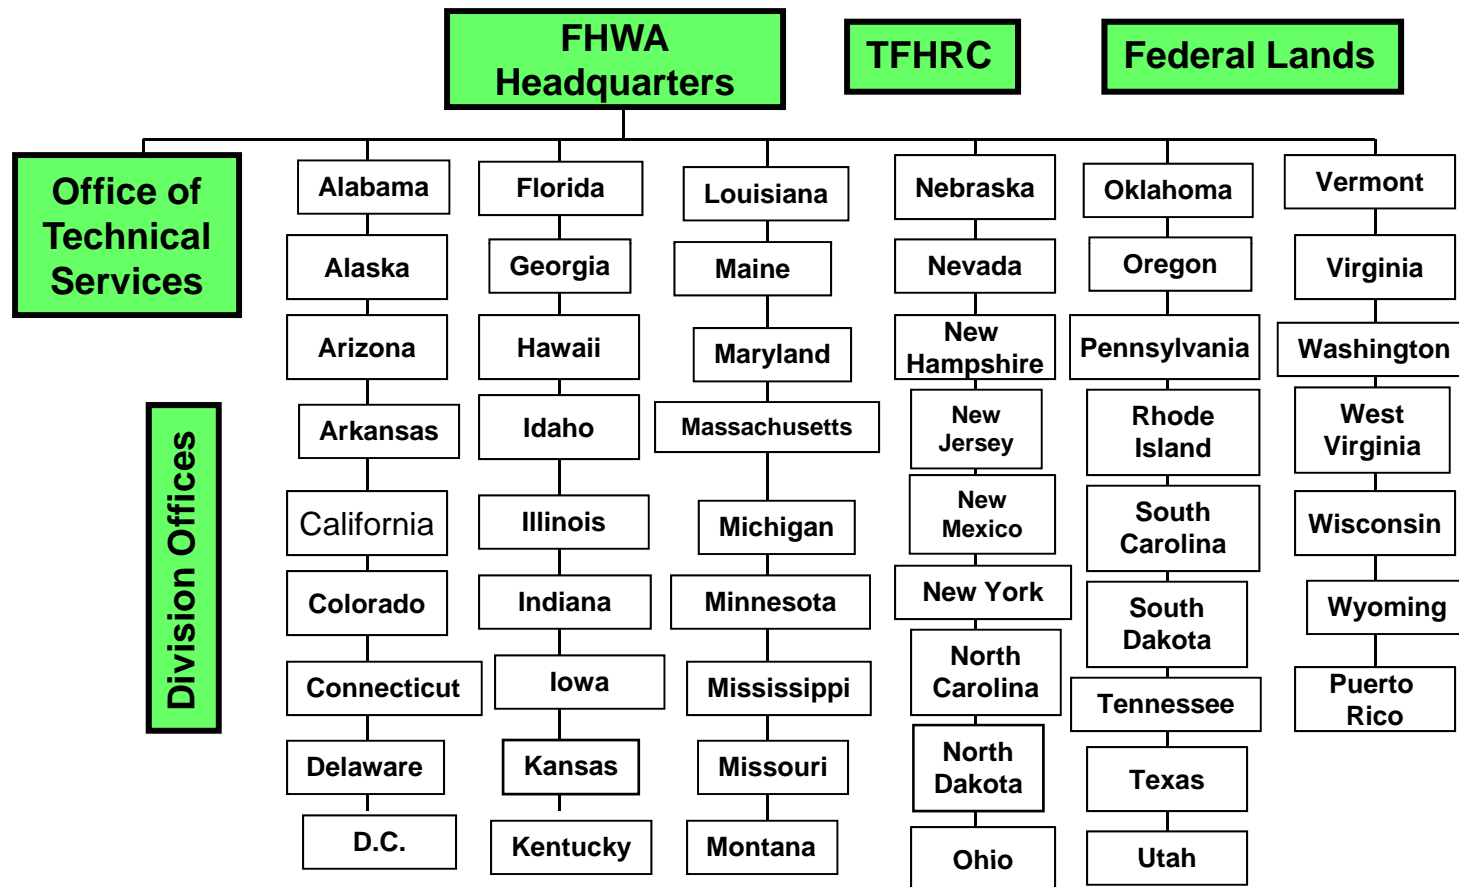 FHWA
Headquarters
TFHRC
Federal Lands
Office of
Technical
Services
Division Offices
Alabama
Alaska
Arizona
Arkansas
California
Colorado
Connecticut
Delaware
D.C.
Florida
Georgia
Hawaii
Idaho
Illinois
Indiana
Iowa
Kansas
Kentucky
Louisiana
Maine
Maryland
Massachusetts
Michigan
Minnesota
Mississippi
Missouri
Montana
Nebraska
Nevada
New
Hampshire
New
Jersey
New
Mexico
New York
North
Carolina
North
Dakota
Ohio
Oklahoma
Oregon
Pennsylvania
Rhode
Island
South
Carolina
South
Dakota
Tennessee
Texas
Utah
Vermont
Virginia
Washington
West
Virginia
Wisconsin
Wyoming
Puerto
Rico